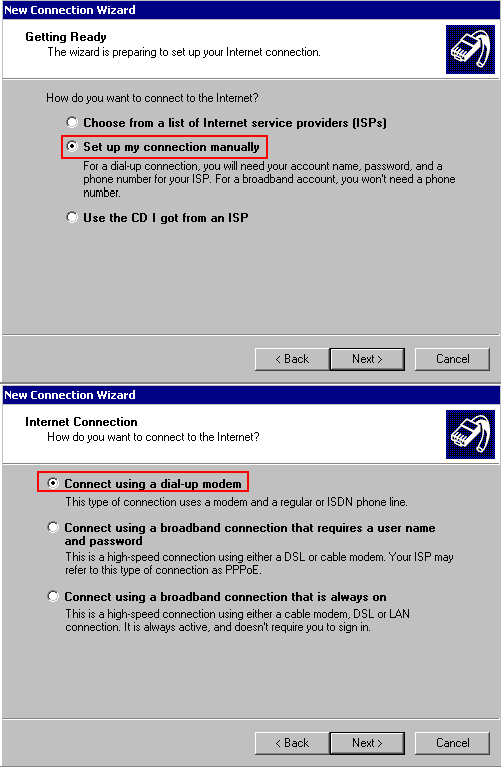 New Connection Wizard
Getting Ready
The wizard is preparing to set up your Internet connection.
How do you want to connect to the Internet?
Choose from a list of Internet service providers (ISPs)
Set up my connection manually
For a dial-up connection, you will need your account name, password, and a
phone number for your ISP. For a broadband account, you won't need a phone
number.
Use the CD I got from an ISP
< Back
Next >
Cancel
New Connection Wizard
Internet Connection
How do you want to connect to the Internet?
Connect using a dial-up modem
This type of connection uses a modem and a regular or ISDN phone line.
Connect using a broadband connection that requires a user name
and password
This is a high-speed connection using either a DSL or cable modem. Your ISP may
refer to this type of connection as PPPoE.
Connect using a broadband connection that is always on
This is a high-speed connection using either a cable modem, DSL or LAN
connection. It is always active, and doesn't require you to sign in.
< Back
Next >
Cancel